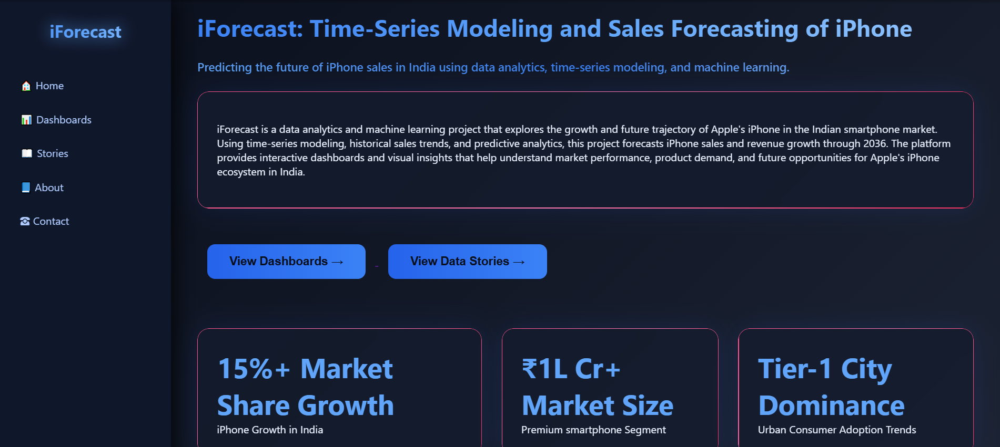 iForecast
🏠 Home
📊 Dashboards
📖 Stories
📘 About
☎ Contact
iForecast: Time-Series Modeling and Sales Forecasting of iPhone
Predicting the future of iPhone sales in India using data analytics, time-series modeling, and machine learning.
iForecast is a data analytics and machine learning project that explores the growth and future trajectory of Apple's iPhone in the Indian smartphone market.
Using time-series modeling, historical sales trends, and predictive analytics, this project forecasts iPhone sales and revenue growth through 2036. The platform
provides interactive dashboards and visual insights that help understand market performance, product demand, and future opportunities for Apple's iPhone
ecosystem in India.
View Dashboards →
View Data Stories →
15%+ Market
Share Growth
iPhone Growth in India
₹1L Cr+
Market Size
Premium smartphone Segment
Tier-1 City
Dominance
Urban Consumer Adoption Trends